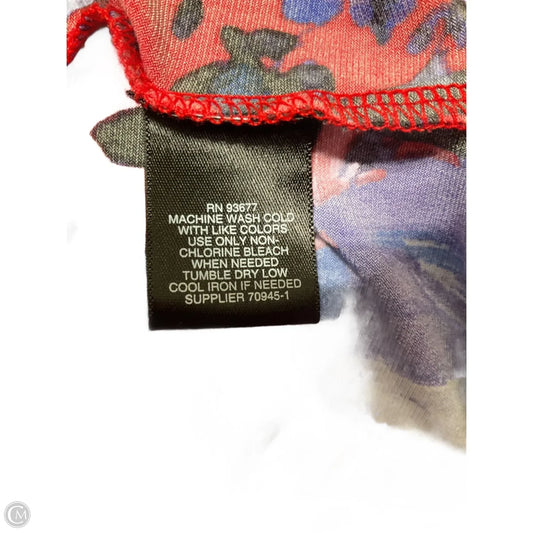 RN 93677
MACHINE WASH COLD
WITH LIKE COLORS
USE ONLY NON-
CHLORINE BLEACH
WHEN NEEDED
TUMBLE DRY LOW
COOL IRON IF NEEDED
SUPPLIER 70945-1
CM